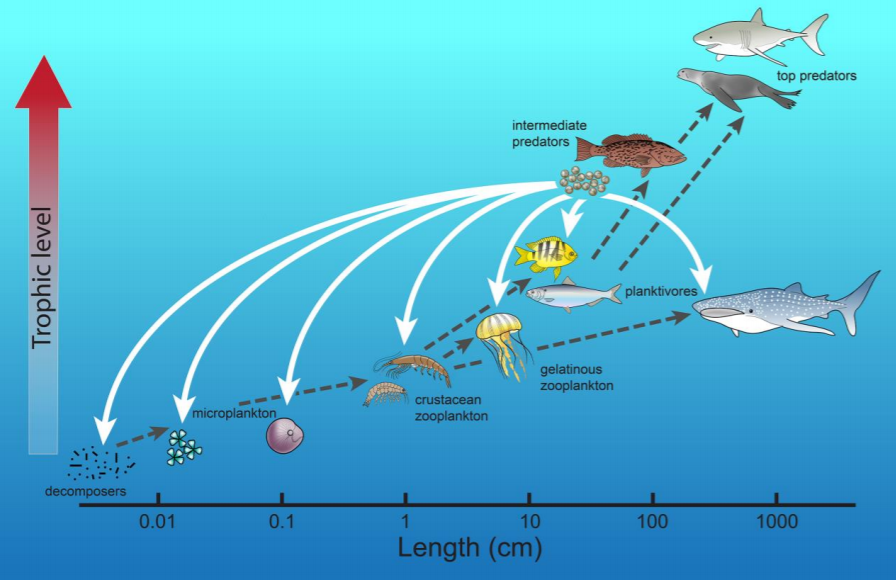 top predators
intermediate
predators
Trophic level
planktivores
gelatinous
zooplankton
crustacean
zooplankton
microplankton
decomposers
0.01
0.1
1
10
100
1000
Length (cm)